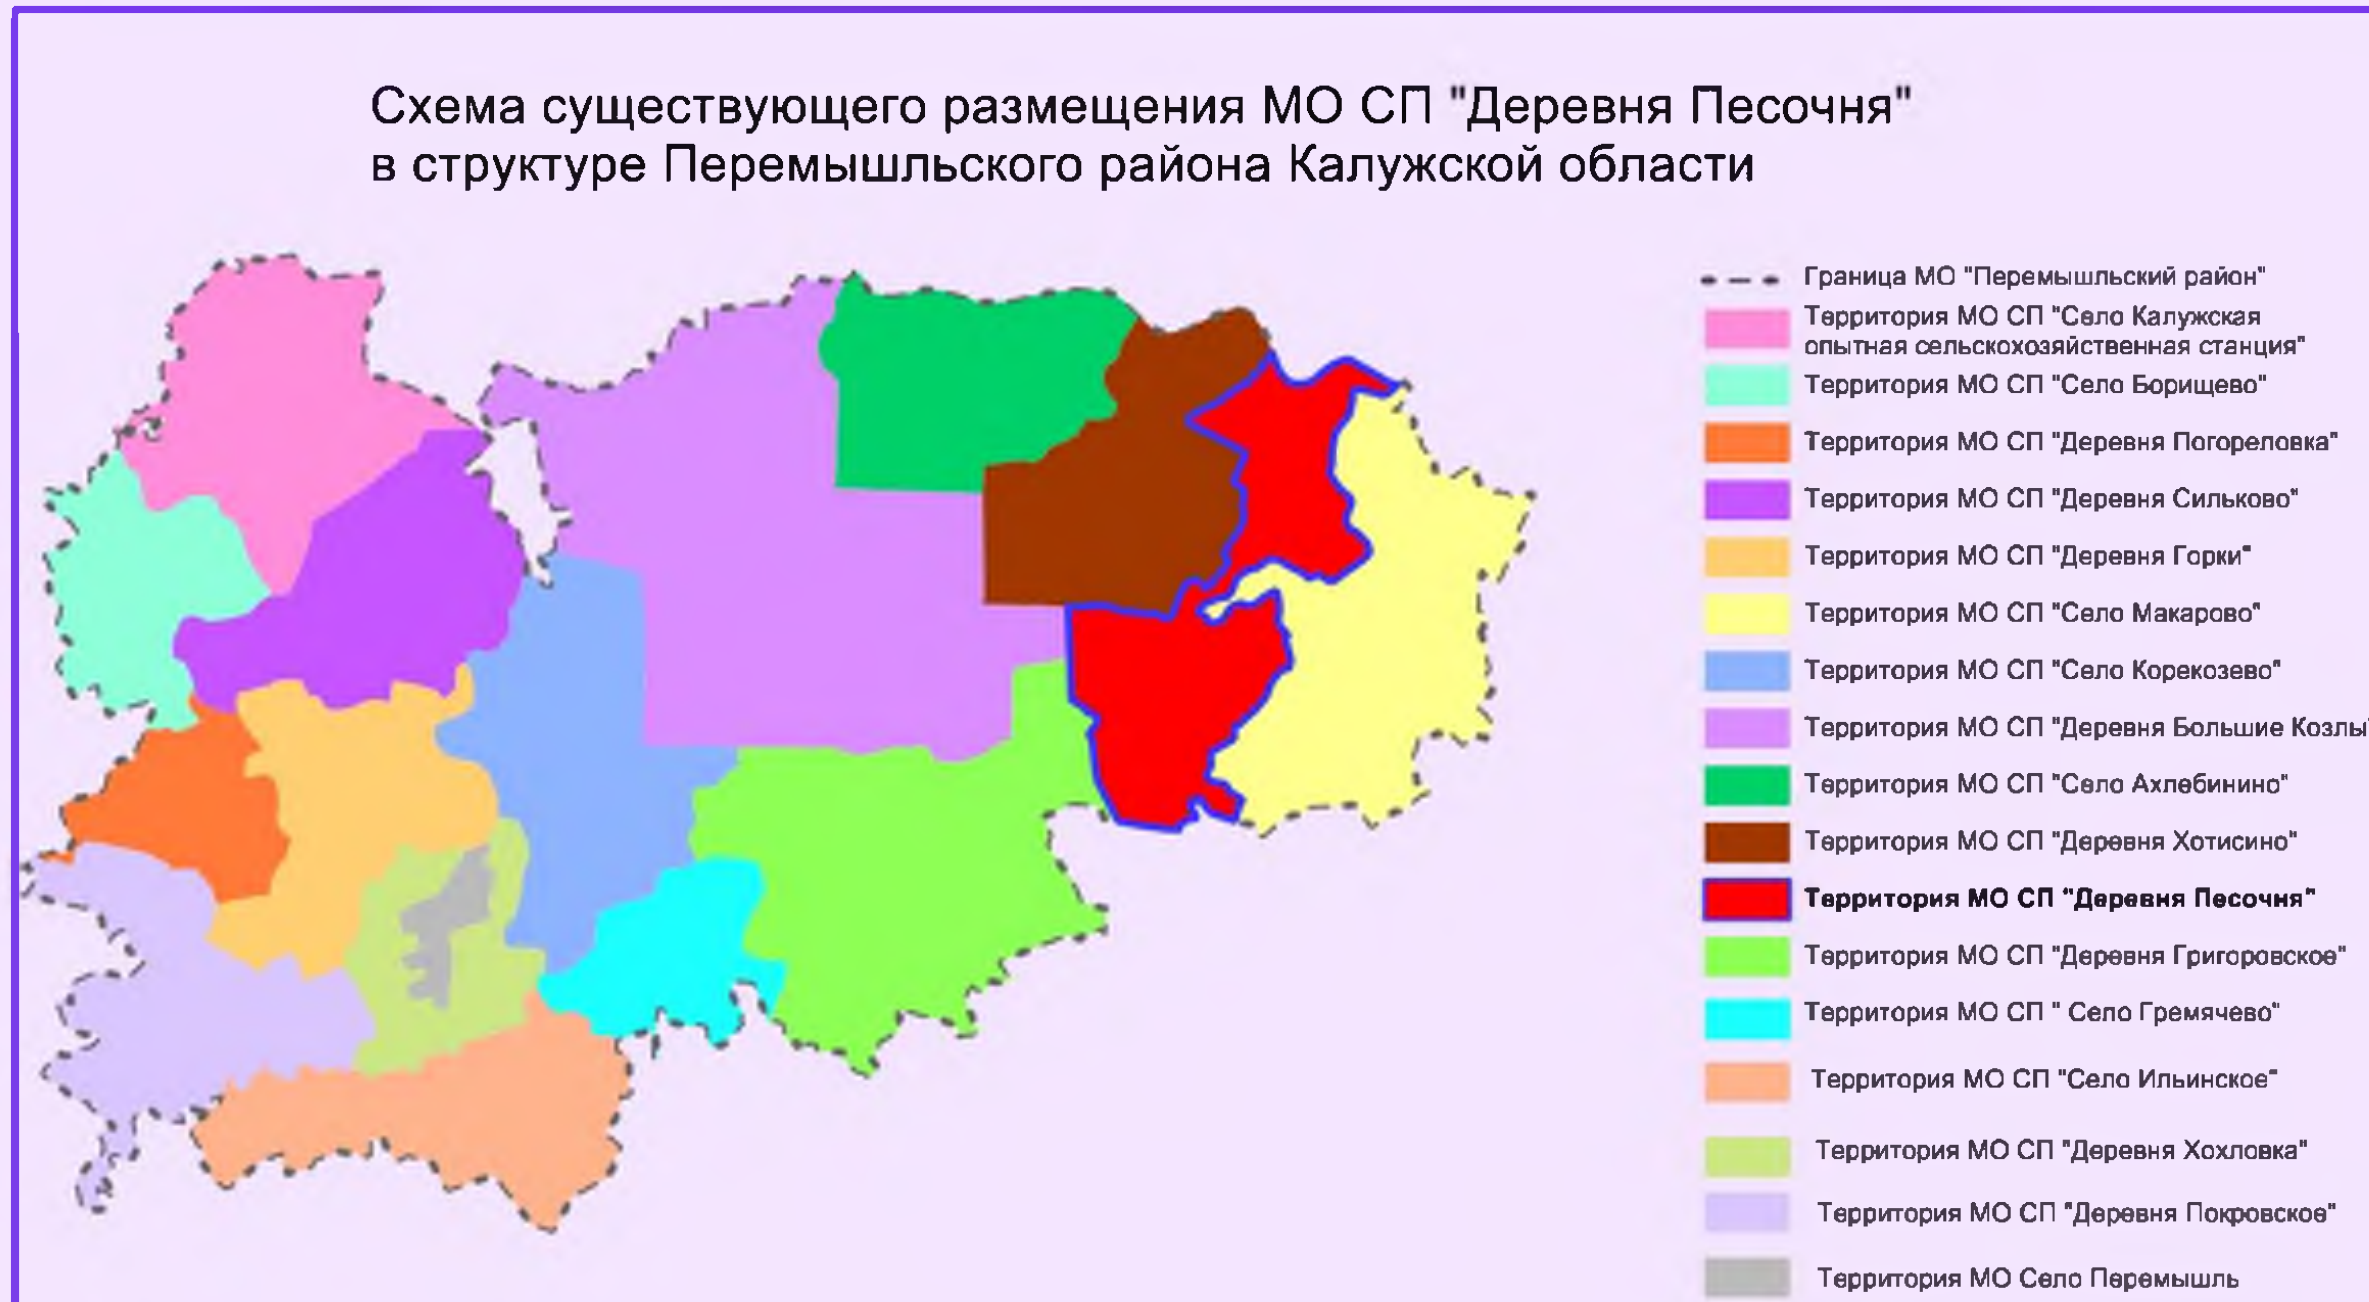 Схема существующего размещения МО СП "Деревня Песочня"
в структуре Перемышльского района Калужской области
Граница МО "Перемышльский район"
Территория МО СП "Село Калужская
опытная сельскохозяйственная станция"
Территория МО СП "Село Борищево"
Территория МО СП "Деревня Погореловка"
Территория МО СП "Деревня Сильково"
Территория МО СП "Деревня Горки"
Территория МО СП "Село Макарово"
Территория МО СП "Село Корекозево"
Территория МО СП "Деревня Большие Козлы"
Территория МО СП "Село Ахлебинино"
Территория МО СП "Деревня Хотисино"
Территория МО СП "Деревня Песочня"
Территория МО СП "Деревня Григоровское"
Территория МО СП " Село Гремячево"
Территория МО СП "Село Ильинское"
Территория МО СП "Деревня Хохловка"
Территория МО СП "Деревня Покровское"
Территория МО Село Перемышль